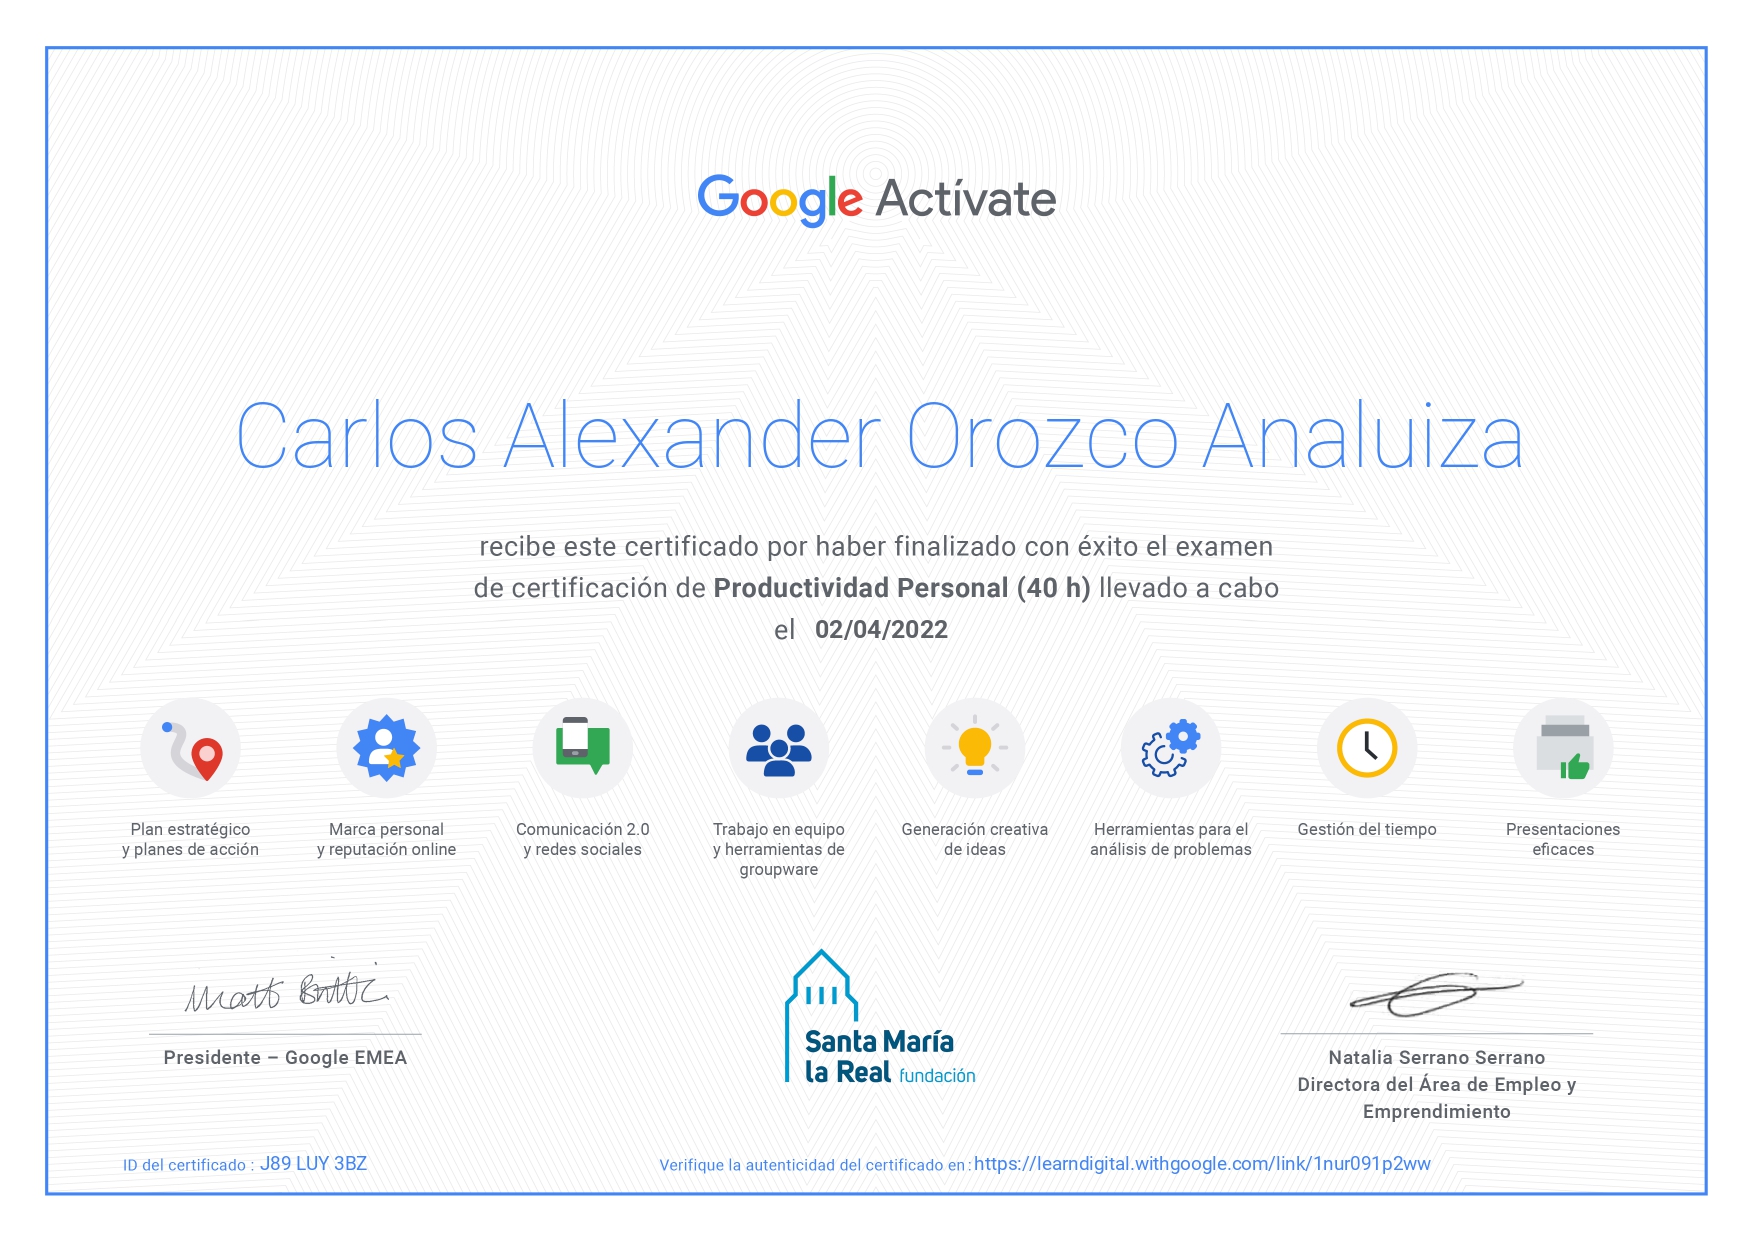 Google Actívate
Carlos Alexander Orozco Analuiza
recibe este certificado por haber finalizado con éxito el examen
de certificación de Productividad Personal (40 h) llevado a cabo
el 02/04/2022
Plan estratégico
y planes de acción
Marca personal
y reputación online
Comunicación 2.0
y redes sociales
Trabajo en equipo
y herramientas de
groupware
Generación creativa
de ideas
Herramientas para el
análisis de problemas
Gestión del tiempo
Presentaciones
eficaces
Matt Brittin
Presidente – Google EMEA
Santa María
la Real fundación
Natalia Serrano Serrano
Directora del Área de Empleo y
Emprendimiento
ID del certificado : J89 LUY 3BZ
Verifique la autenticidad del certificado en: https://learndigital.withgoogle.com/link/1nur091p2ww